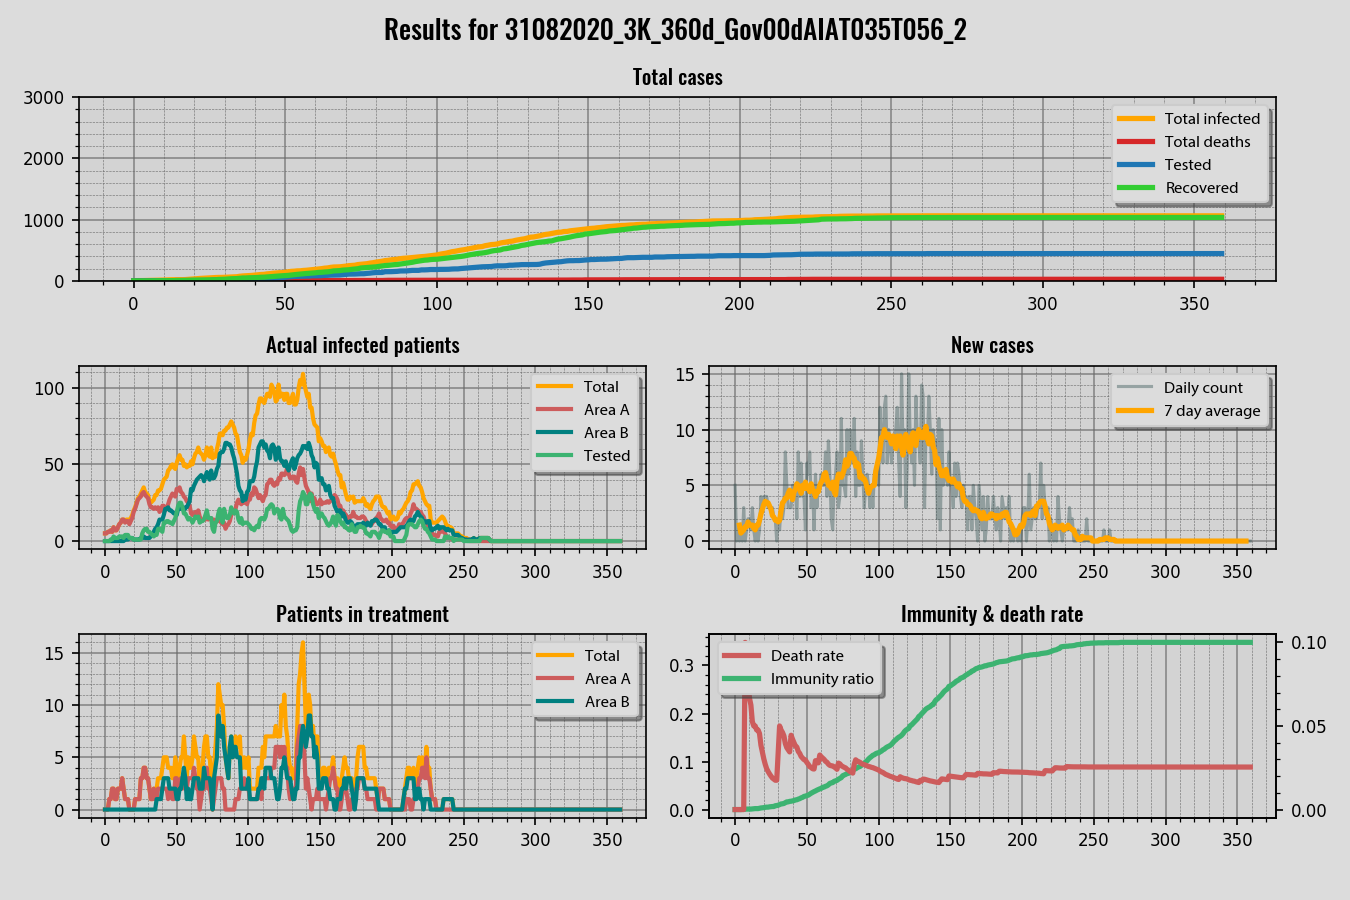 Results for 31082020_3K_360d_Gov00dAIAT035T056_2
Total cases
3000
2000
1000
0
Total infected
Total deaths
Tested
Recovered
0 50 100 150 200 250 300 350
Actual infected patients
100
50
0
Total
Area A
Area B
Tested
0 50 100 150 200 250 300 350
New cases
15
10
5
0
Daily count
7 day average
0 50 100 150 200 250 300 350
Patients in treatment
15
10
5
0
Total
Area A
Area B
0 50 100 150 200 250 300 350
Immunity & death rate
0.3
0.2
0.1
0.0
Death rate
Immunity ratio
0.10
0.05
0.00
0 50 100 150 200 250 300 350